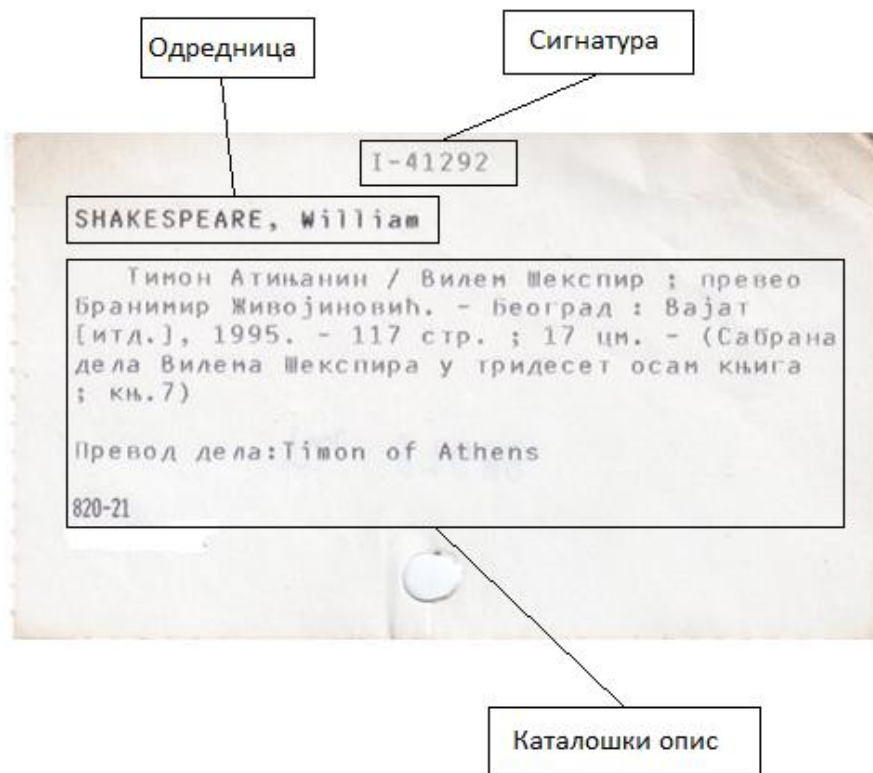 Одредница
Сигнатура
I-41292
SHAKESPEARE, William
Тимон Атињанин / Вилем Шекспир ; превео
Бранимир Живојиновић. - Београд : Вајат
[итд.], 1995. - 117 стр. ; 17 цм. - (Сабрана
дела Вилема Шекспира у тридесет осам књига
; књ.7)
Превод дела:Timon of Athens
820-21
Каталошки опис